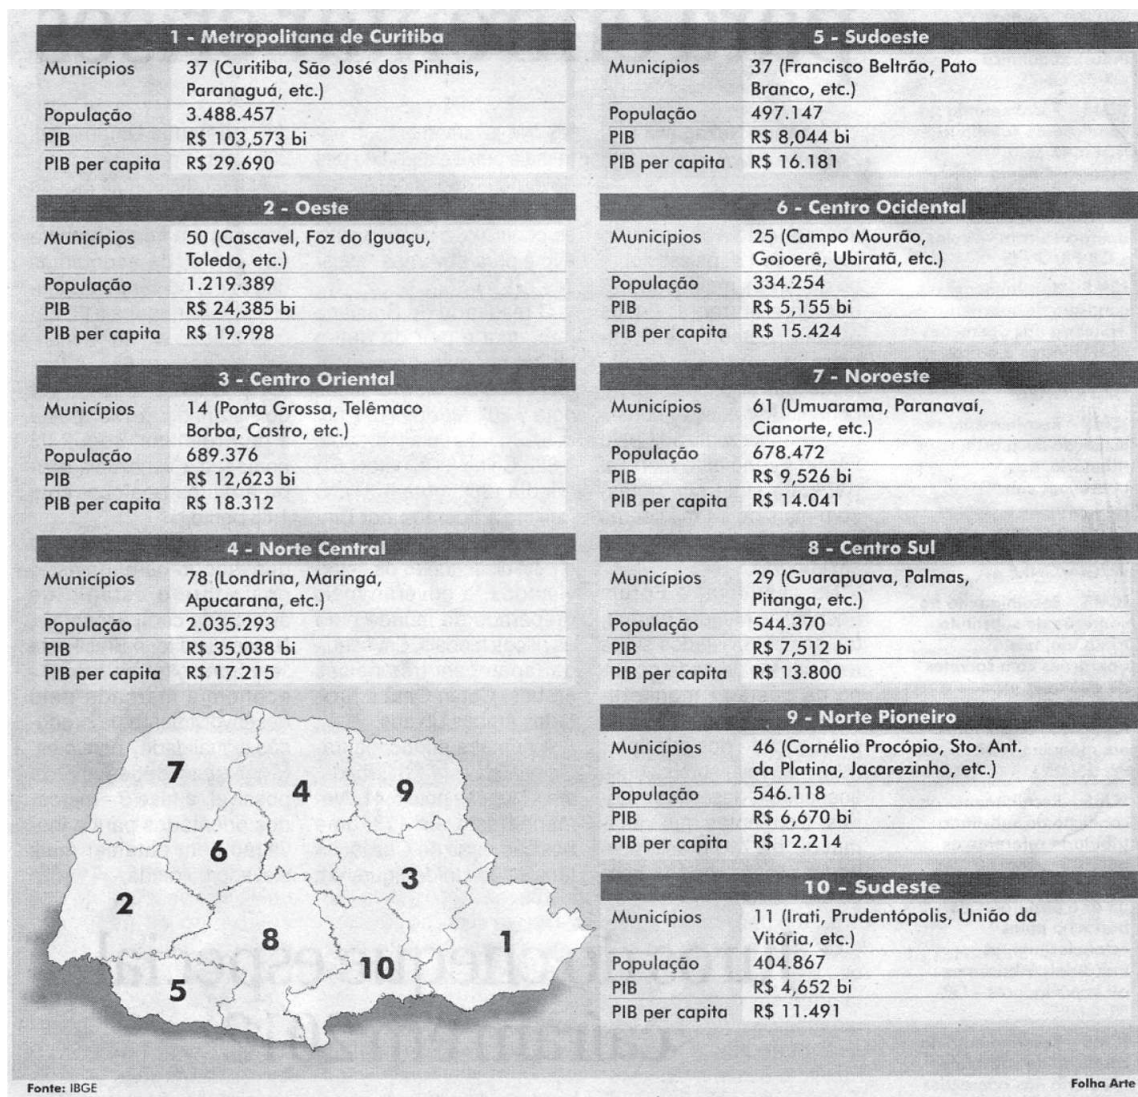 1 - Metropolitana de Curitiba
Municípios 37 (Curitiba, São José dos Pinhais,
Paranaguá, etc.)
População 3.488.457
PIB R$ 103,573 bi
PIB per capita R$ 29.690
2 - Oeste
Municípios 50 (Cascavel, Foz do Iguaçu,
Toledo, etc.)
População 1.219.389
PIB R$ 24,385 bi
PIB per capita R$ 19.998
3 - Centro Oriental
Municípios 14 (Ponta Grossa, Telêmaco
Borba, Castro, etc.)
População 689.376
PIB R$ 12,623 bi
PIB per capita R$ 18.312
4 - Norte Central
Municípios 78 (Londrina, Maringá,
Apucarana, etc.)
População 2.035.293
PIB R$ 35,038 bi
PIB per capita R$ 17.215
5 - Sudoeste
Municípios 37 (Francisco Beltrão, Pato
Branco, etc.)
População 497.147
PIB R$ 8,044 bi
PIB per capita R$ 16.181
6 - Centro Ocidental
Municípios 25 (Campo Mourão,
Goioerê, Ubiratã, etc.)
População 334.254
PIB R$ 5,155 bi
PIB per capita R$ 15.424
7 - Noroeste
Municípios 61 (Umuarama, Paranavaí,
Cianorte, etc.)
População 678.472
PIB R$ 9,526 bi
PIB per capita R$ 14.041
8 - Centro Sul
Municípios 29 (Guarapuava, Palmas,
Pitanga, etc.)
População 544.370
PIB R$ 7,512 bi
PIB per capita R$ 13.800
9 - Norte Pioneiro
Municípios 46 (Cornélio Procópio, Sto. Ant.
da Platina, Jacarezinho, etc.)
População 546.118
PIB R$ 6,670 bi
PIB per capita R$ 12.214
10 - Sudeste
Municípios 11 (Irati, Prudentópolis, União da
Vitória, etc.)
População 404.867
PIB R$ 4,652 bi
PIB per capita R$ 11.491
7
4
9
6
3
2
8
1
10
5
Fonte: IBGE
Folha Arte